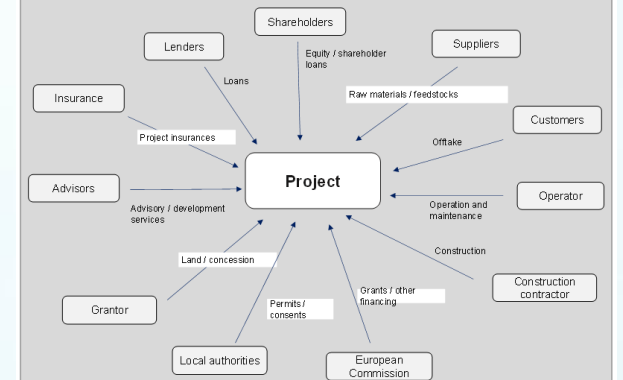 Shareholders
Lenders
Suppliers
Equity / shareholder
loans
Loans
Insurance
Raw materials / feedstocks
Customers
Project insurances
Offtake
Project
Advisors
Operator
Advisory / development
services
Operation and
maintenance
Construction
Land / concession
Construction
contractor
Grants / other
financing
Permits /
consents
Grantor
Local authorities
European
Commission